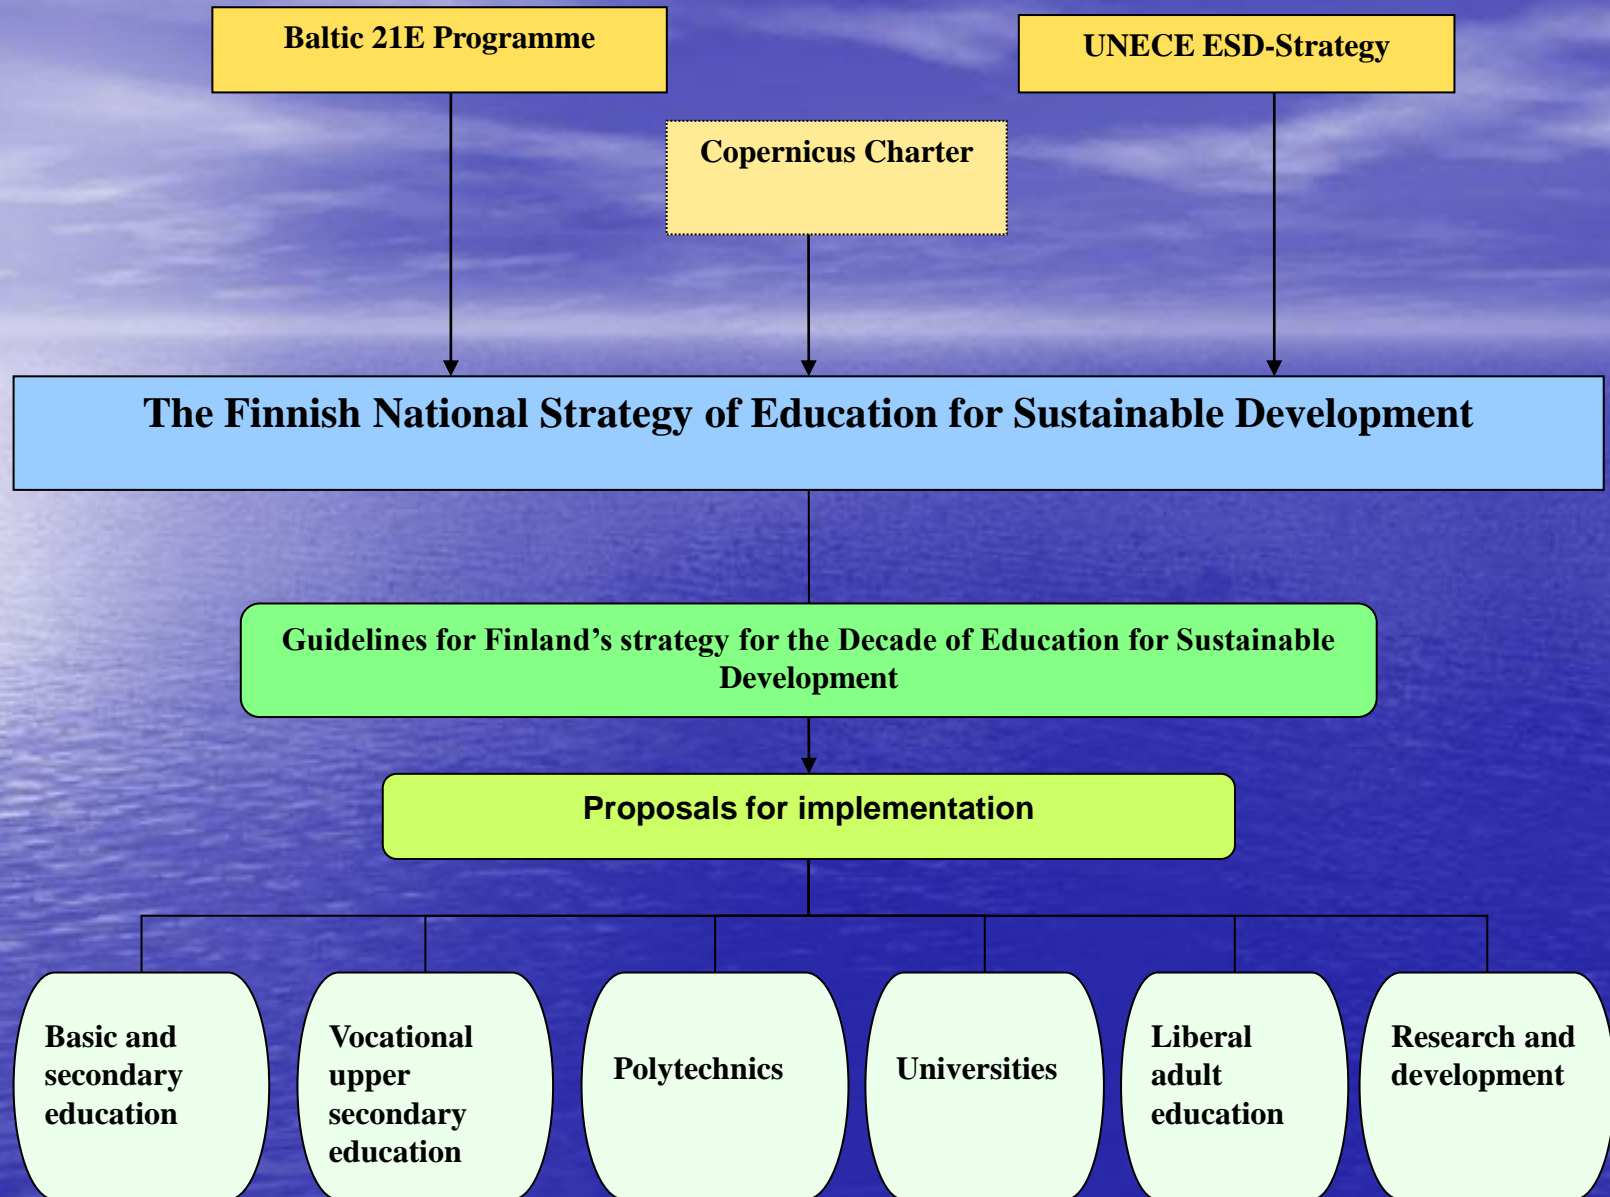 Baltic 21E Programme
UNECE ESD-Strategy
Copernicus Charter
The Finnish National Strategy of Education for Sustainable Development
Guidelines for Finland’s strategy for the Decade of Education for Sustainable
Development
Proposals for implementation
Basic and
secondary
education
Vocational
upper
secondary
education
Polytechnics
Universities
Liberal
adult
education
Research and
development